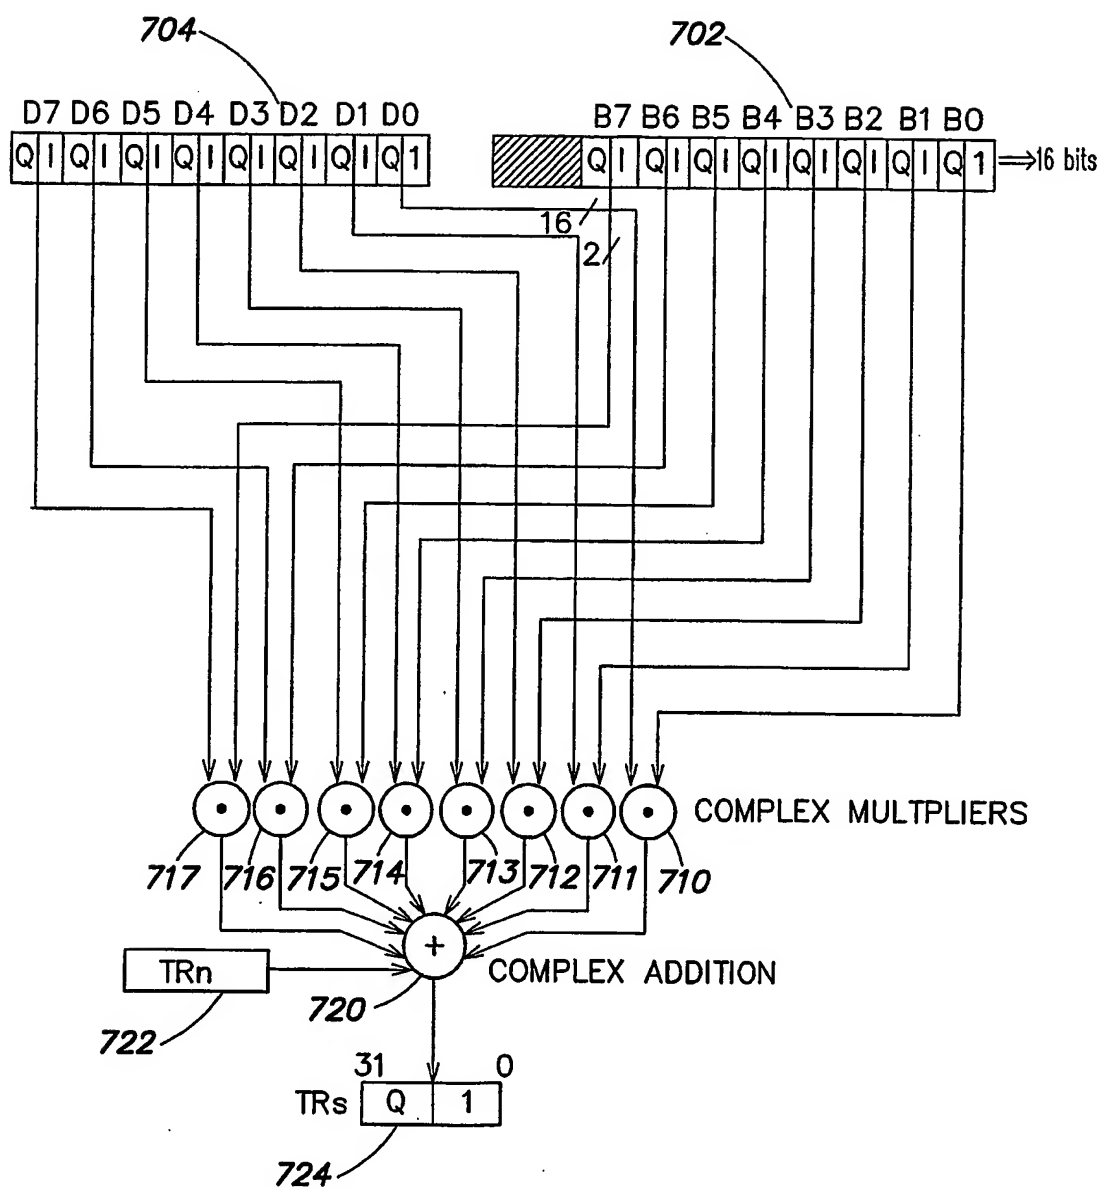 704
702
D7 D6 D5 D4 D3 D2 D1 D0
B7 B6 B5 B4 B3 B2 B1 B0
Q I Q I Q I Q I Q I Q I Q I Q 1
Q I Q I Q I Q I Q I Q I Q I Q 1
16 bits
16
2
COMPLEX MULTPLIERS
717 716 715 714 713 712 711 710
TRn
COMPLEX ADDITION
720
722
31 0
TRs Q 1
724